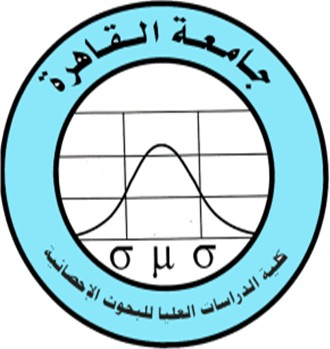 جامعة القاهرة
σ μ σ
كلية الدراسات العليا للبحوث الإحصائية